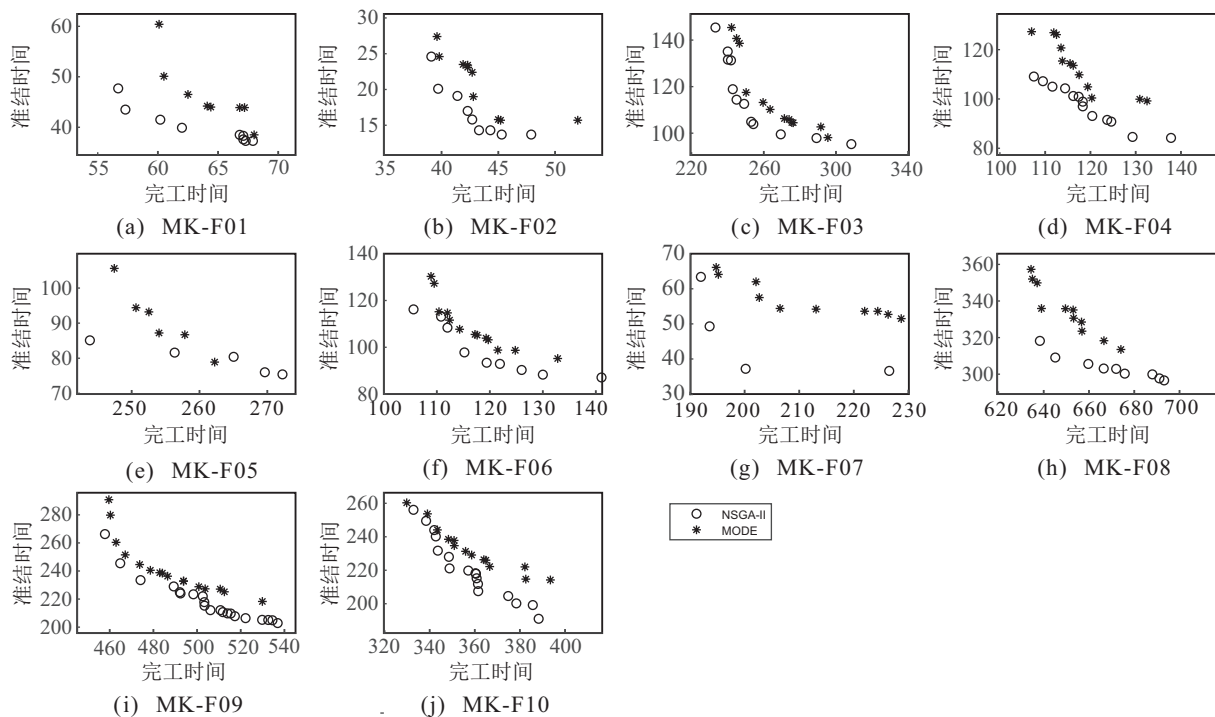 准结时间
60
50
40
55 60 65 70
完工时间
(a) MK-F01
准结时间
30
25
20
15
35 40 45 50
完工时间
(b) MK-F02
准结时间
140
120
100
220 260 300 340
完工时间
(c) MK-F03
准结时间
120
100
80
100 110 120 130 140
完工时间
(d) MK-F04
准结时间
100
90
80
70
250 260 270
完工时间
(e) MK-F05
准结时间
140
120
100
80
100 110 120 130 140
完工时间
(f) MK-F06
准结时间
70
60
50
40
30
190 200 210 220 230
完工时间
(g) MK-F07
准结时间
360
340
320
300
620 640 660 680 700
完工时间
(h) MK-F08
准结时间
280
260
240
220
200
460 480 500 520 540
完工时间
(i) MK-F09
准结时间
260
240
220
200
320 340 360 380 400
完工时间
(j) MK-F10
NSGA-II
MODE